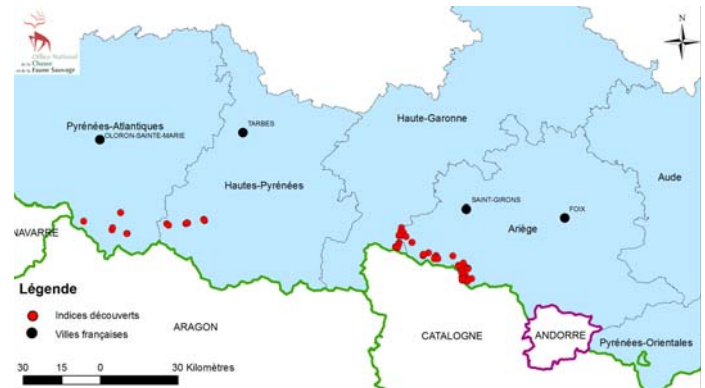 Office National
de la Chasse
et de la Faune Sauvage
N
Pyrénées-Atlantiques
OLORON-SAINTE-MARIE
TARBES
Haute-Garonne
Hautes-Pyrénées
SAINT-GIRONS
FOIX
Aude
Ariège
NAVARRE
Légende
Indices découverts
Villes françaises
ARAGON
CATALOGNE
ANDORRE
Pyrénées-Orientales
30 15 0 30 Kilomètres